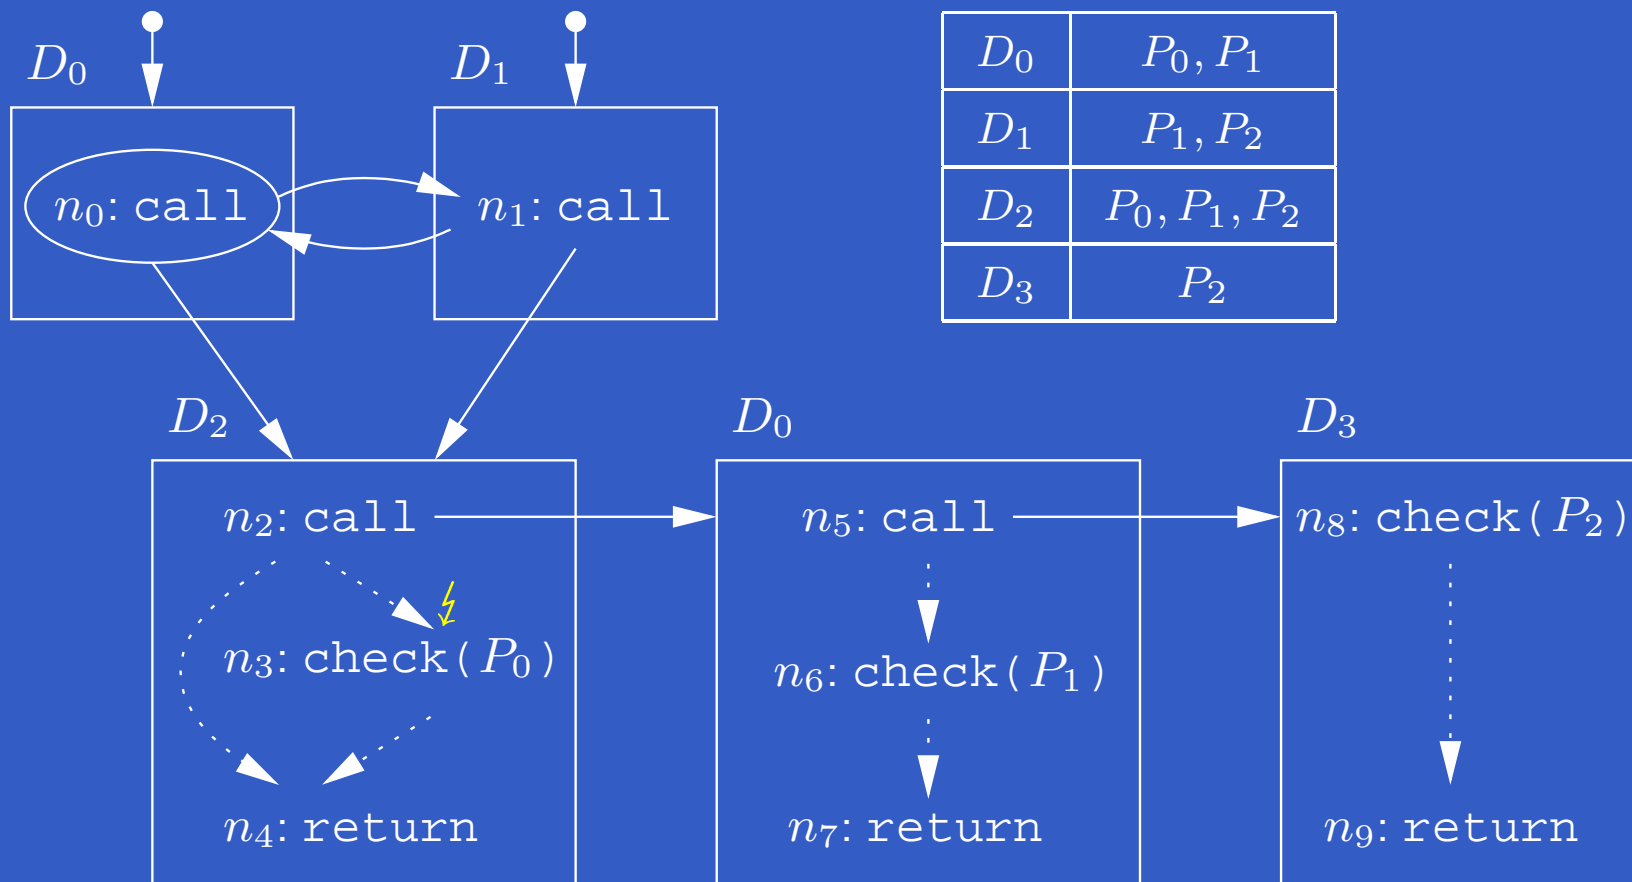 D₀
D₁
n₀: call
n₁: call
D₀ P₀, P₁
D₁ P₁, P₂
D₂ P₀, P₁, P₂
D₃ P₂
D₂
n₂: call
n₃: check(P₀)
n₄: return
D₀
n₅: call
n₆: check(P₁)
n₇: return
D₃
n₈: check(P₂)
n₉: return